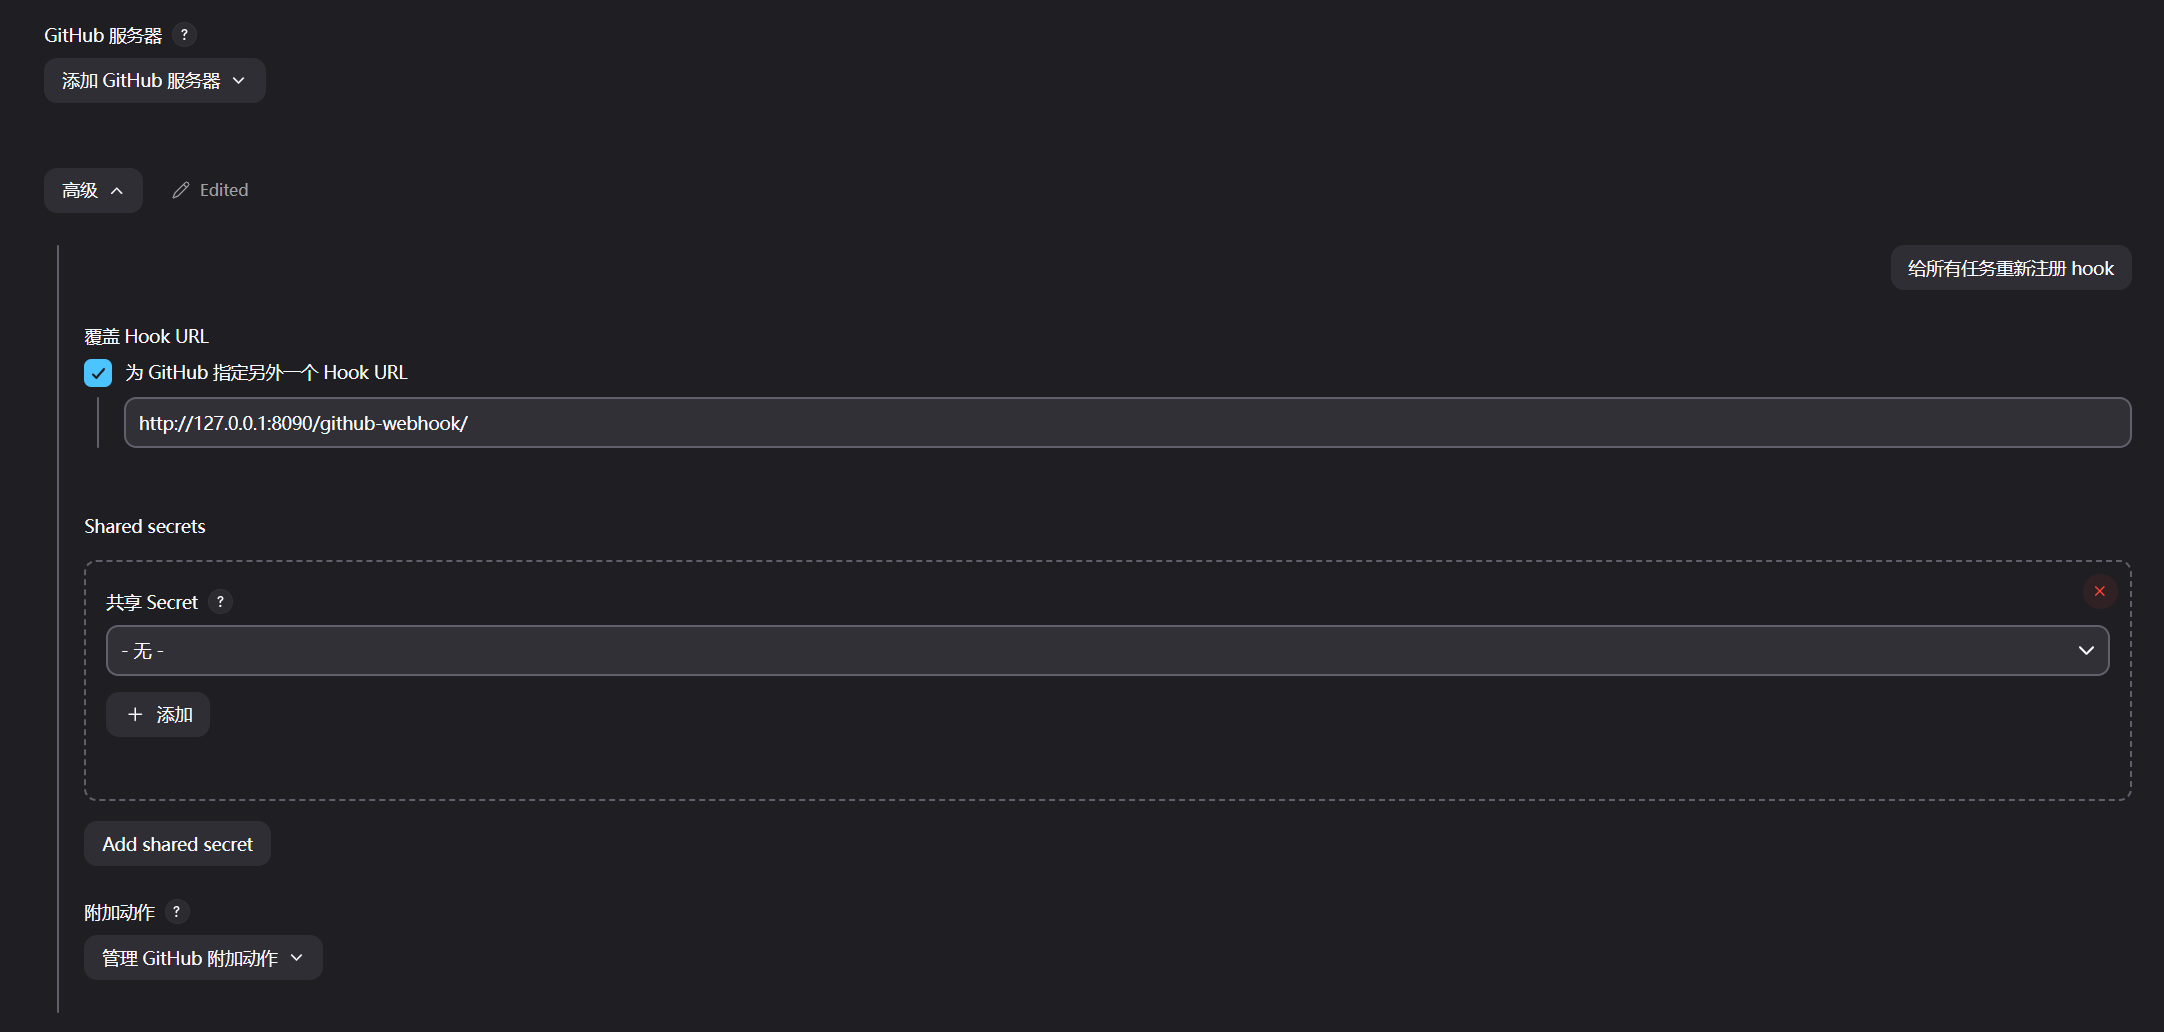 GitHub 服务器 ?
添加 GitHub 服务器
高级
Edited
给所有任务重新注册 hook
覆盖 Hook URL
为 GitHub 指定另外一个 Hook URL
http://127.0.0.1:8090/github-webhook/
Shared secrets
共享 Secret ?
- 无 -
+ 添加
Add shared secret
附加动作 ?
管理 GitHub 附加动作